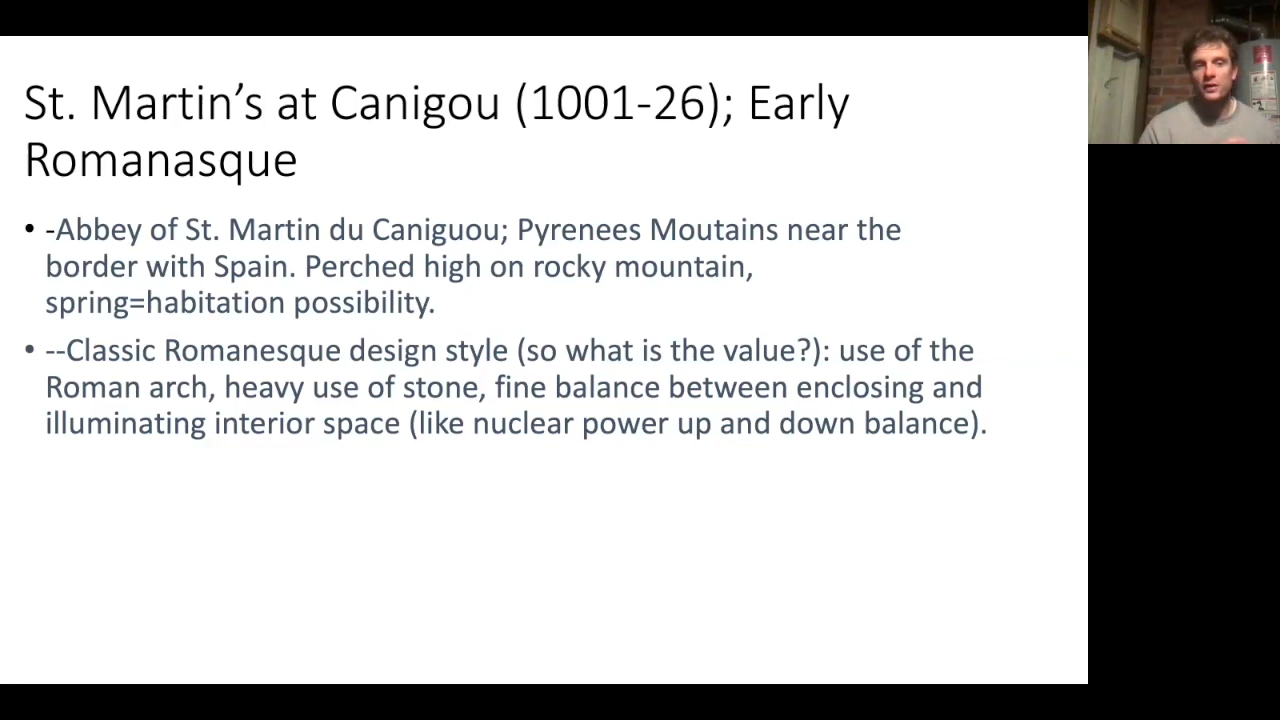 St. Martin’s at Canigou (1001-26); Early
Romanasque
• -Abbey of St. Martin du Caniguou; Pyrenees Moutains near the
border with Spain. Perched high on rocky mountain,
spring=habitation possibility.
• --Classic Romanesque design style (so what is the value?): use of the
Roman arch, heavy use of stone, fine balance between enclosing and
illuminating interior space (like nuclear power up and down balance).